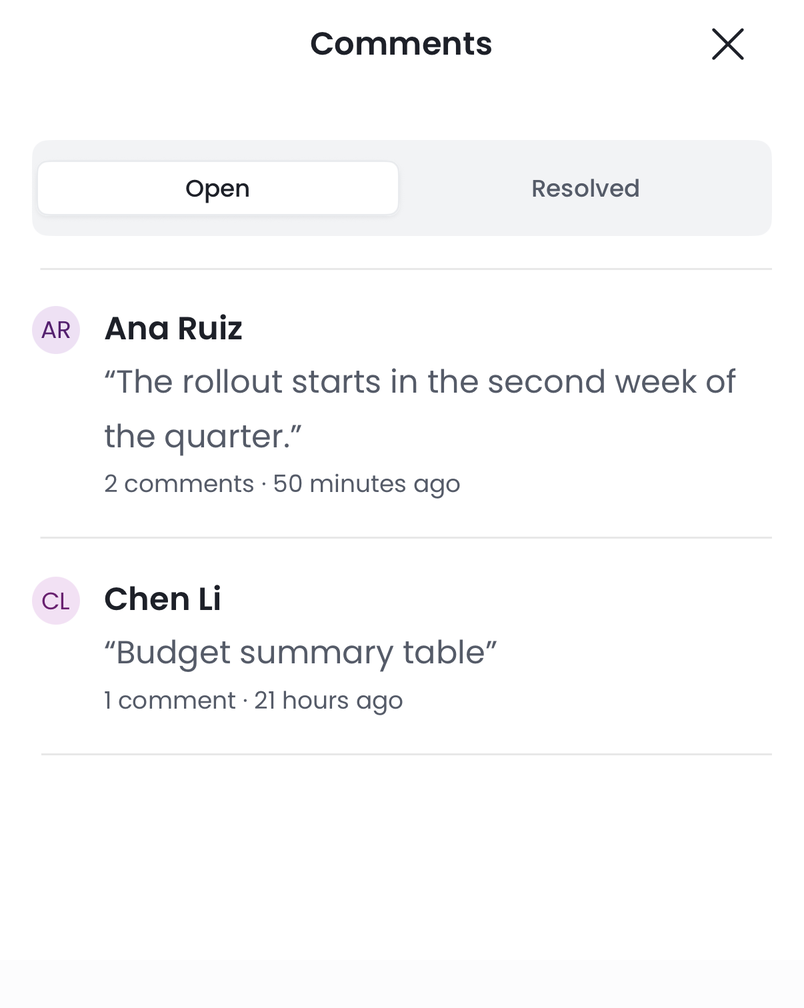 Comments
Open
Resolved
AR
Ana Ruiz
“The rollout starts in the second week of
the quarter.”
2 comments · 50 minutes ago
CL
Chen Li
“Budget summary table”
1 comment · 21 hours ago